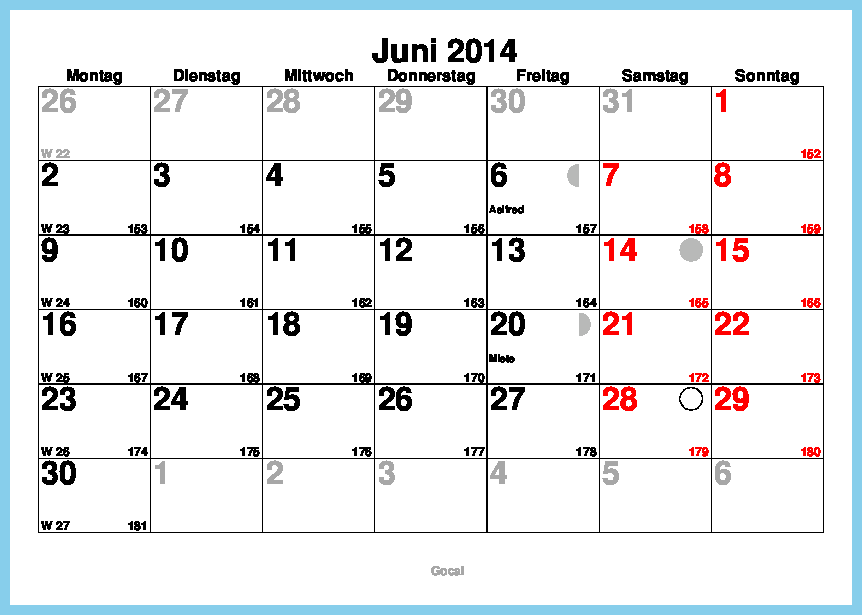 Juni 2014
Montag Dienstag Mittwoch Donnerstag Freitag Samstag Sonntag
26 27 28 29 30 31 1
W 22 152
2 3 4 5 6 7 8
Aelfred
W 23 153 154 155 156 157 158 159
9 10 11 12 13 14 15
W 24 160 161 162 163 164 165 166
16 17 18 19 20 21 22
Miete
W 25 167 168 169 170 171 172 173
23 24 25 26 27 28 29
W 26 174 175 176 177 178 179 180
30 1 2 3 4 5 6
W 27 181
Gocal